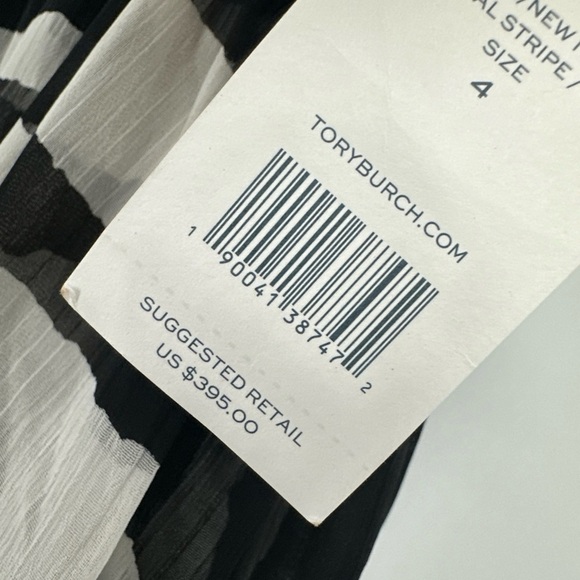 /NEW
AL STRIPE/
SIZE
4
TORYBURCH.COM
1 90041 38747 2
SUGGESTED RETAIL
US $395.00